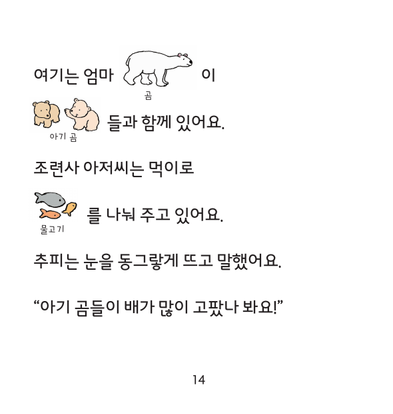 여기는 엄마 이
곰
들과 함께 있어요.
아기 곰
조련사 아저씨는 먹이로
를 나눠 주고 있어요.
물고기
추피는 눈을 동그랗게 뜨고 말했어요.
“아기 곰들이 배가 많이 고팠나 봐요!”
14